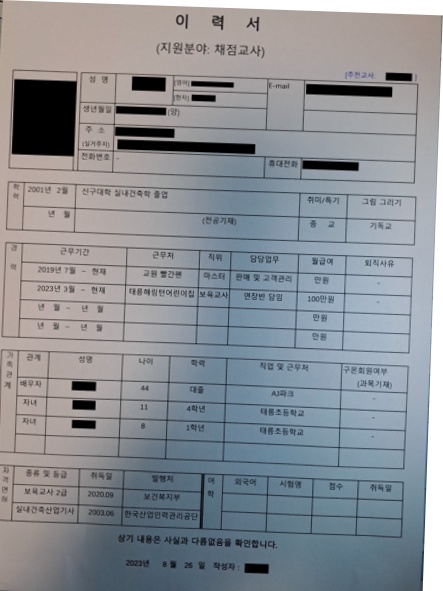 이 력 서
(지원분야: 채점교사)
[추천교사: ]
성 명 (영어) E-mail
(한자)
생년월일 (양)
주 소
(실거주지)
전화번호 - 휴대전화
학력 2001년 2월 신구대학 실내건축학 졸업 취미/특기 그림 그리기
년 월 (전공기재) 종 교 기독교
경력 근무기간 근무처 직위 담당업무 월급여 퇴직사유
2019년 7월 ~ 현재 교원 빨간펜 마스터 판매 및 고객관리 만원 -
2023년 3월 ~ 현재 태릉해링턴어린이집 보육교사 연장반 담임 100만원 -
년 월 ~ 년 월 만원
년 월 ~ 년 월 만원
가족관계 관계 성명 나이 학력 직업 및 근무처 구몬회원여부
(과목기재)
배우자 44 대졸 AJ파크 -
자녀 11 4학년 태릉초등학교
자녀 8 1학년 태릉초등학교 -
자격면허 종류 및 등급 취득일 발행처 어학 외국어 시험명 점수 취득일
보육교사 2급 2020.09 보건복지부
실내건축산업기사 2003.06 한국산업인력관리공단
상기 내용은 사실과 다름없음을 확인합니다.
2023년 8월 26일 작성자 :